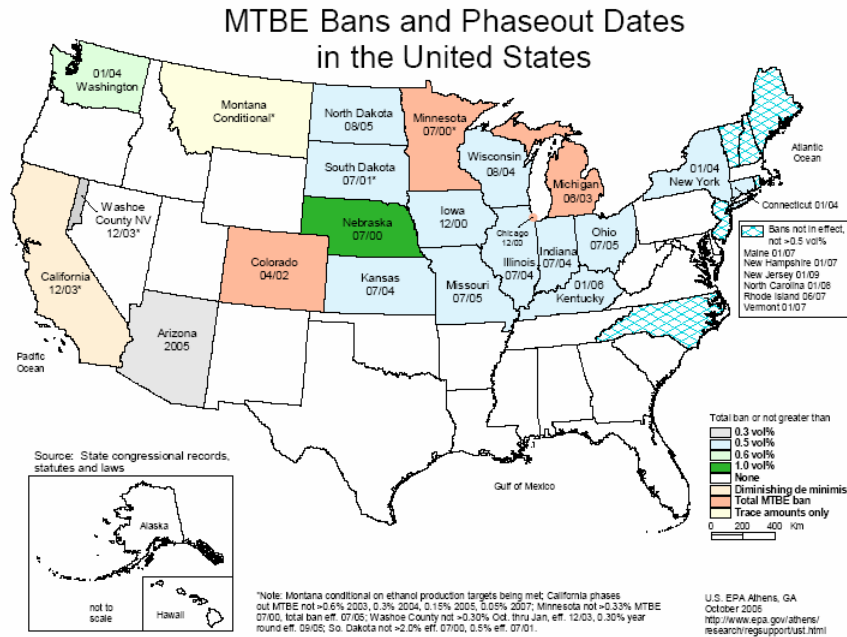 MTBE Bans and Phaseout Dates
in the United States
01/04
Washington
Montana
Conditional*
North Dakota
08/05
Minnesota
07/00*
Wisconsin
08/04
Michigan
06/03
01/04
New York
Atlantic
Ocean
Connecticut 01/04
South Dakota
07/01*
Washoe
County NV
12/03*
Nebraska
07/00
Iowa
12/00
Chicago
12/00
Illinois
07/04
Indiana
07/04
Ohio
07/05
Bans not in effect,
not >0.5 vol%
Maine 01/07
New Hampshire 01/07
New Jersey 01/09
North Carolina 01/08
Rhode Island 06/07
Vermont 01/07
California
12/03*
Colorado
04/02
Kansas
07/04
Missouri
07/05
01/06
Kentucky
Arizona
2005
Pacific
Ocean
Gulf of Mexico
Total ban or not greater than
0.3 vol%
0.5 vol%
0.6 vol%
1.0 vol%
None
Diminishing de minimis
Total MTBE ban
Trace amounts only
0 200 400 Km
Source: State congressional records,
statutes and laws
Alaska
not to
scale
Hawaii
*Note: Montana conditional on ethanol production targets being met; California phases
out MTBE not >0.6% 2003, 0.3% 2004, 0.15% 2005, 0.05% 2007; Minnesota not >0.33% MTBE
07/00, total ban eff. 07/05; Washoe County not >0.30% Oct. thru Jan, eff. 12/03, 0.30% year
round eff. 09/05; So. Dakota not >2.0% eff. 07/00, 0.5% eff. 07/01.
U.S. EPA Athens, GA
October 2006
http://www.epa.gov/athens/
research/regsupport/ust.html